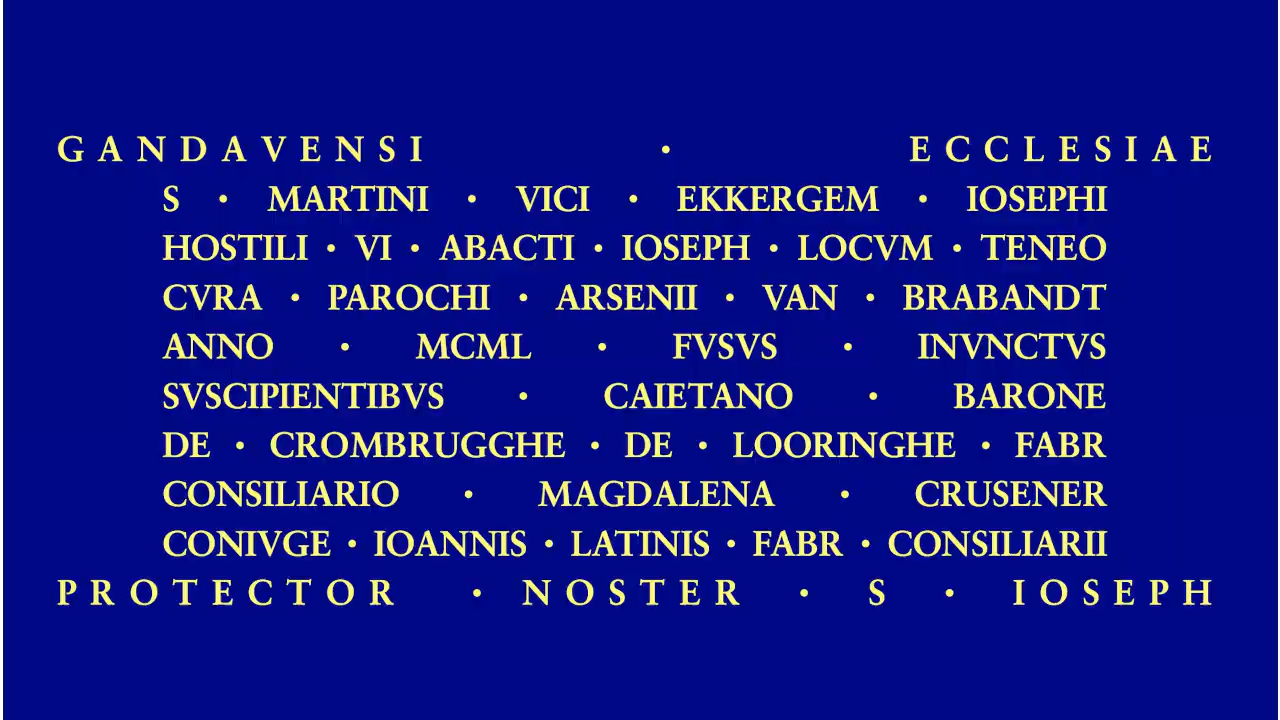 GANDAVENSI · ECCLESIAE
S · MARTINI · VICI · EKKERGEM · IOSEPHI
HOSTILI · VI · ABACTI · IOSEPH · LOCVM · TENEO
CVRA · PAROCHI · ARSENII · VAN · BRABANDT
ANNO · MCML · FVSVS · INVNCTVS
SVSCIPIENTIBVS · CAIETANO · BARONE
DE · CROMBRUGGHE · DE · LOORINGHE · FABR
CONSILIARIO · MAGDALENA · CRUSENER
CONIVGE · IOANNIS · LATINIS · FABR · CONSILIARII
PROTECTOR · NOSTER · S · IOSEPH